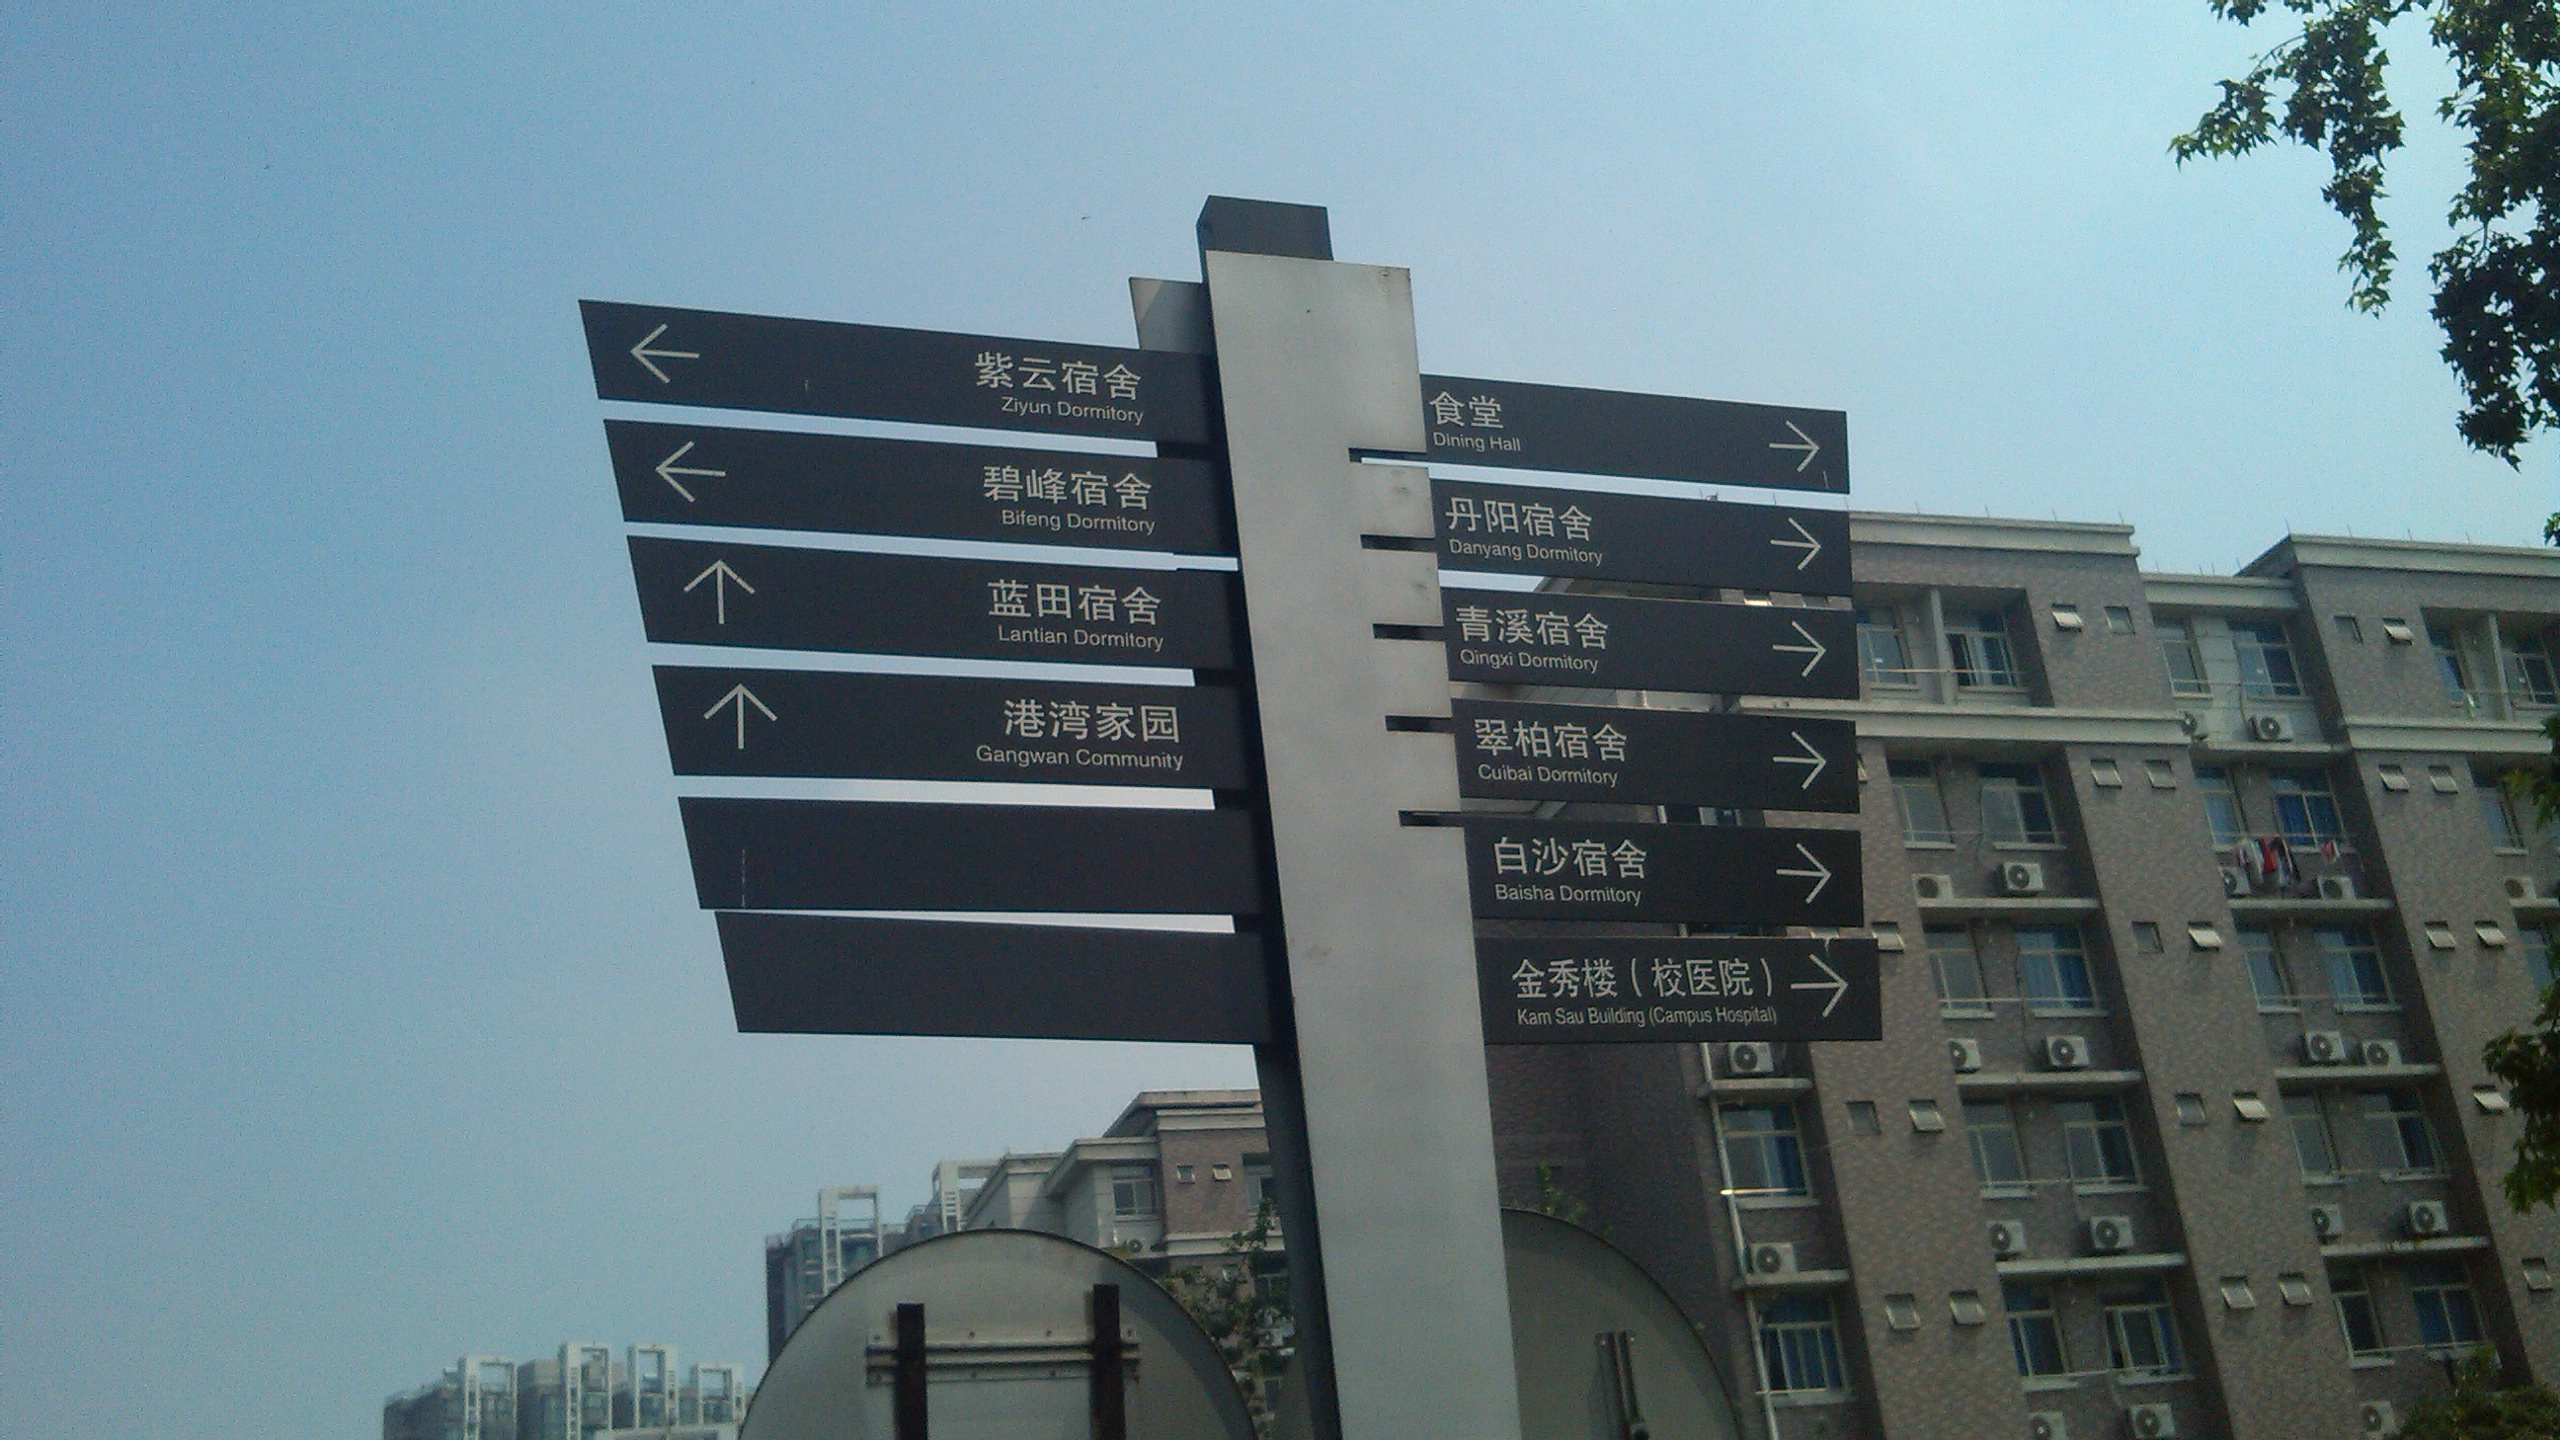 紫云宿舍
Ziyun Dormitory
碧峰宿舍
Bifeng Dormitory
蓝田宿舍
Lantian Dormitory
港湾家园
Gangwan Community
食堂
Dining Hall
丹阳宿舍
Danyang Dormitory
青溪宿舍
Qingxi Dormitory
翠柏宿舍
Cuibai Dormitory
白沙宿舍
Baisha Dormitory
金秀楼（校医院）
Kam Sau Building (Campus Hospital)